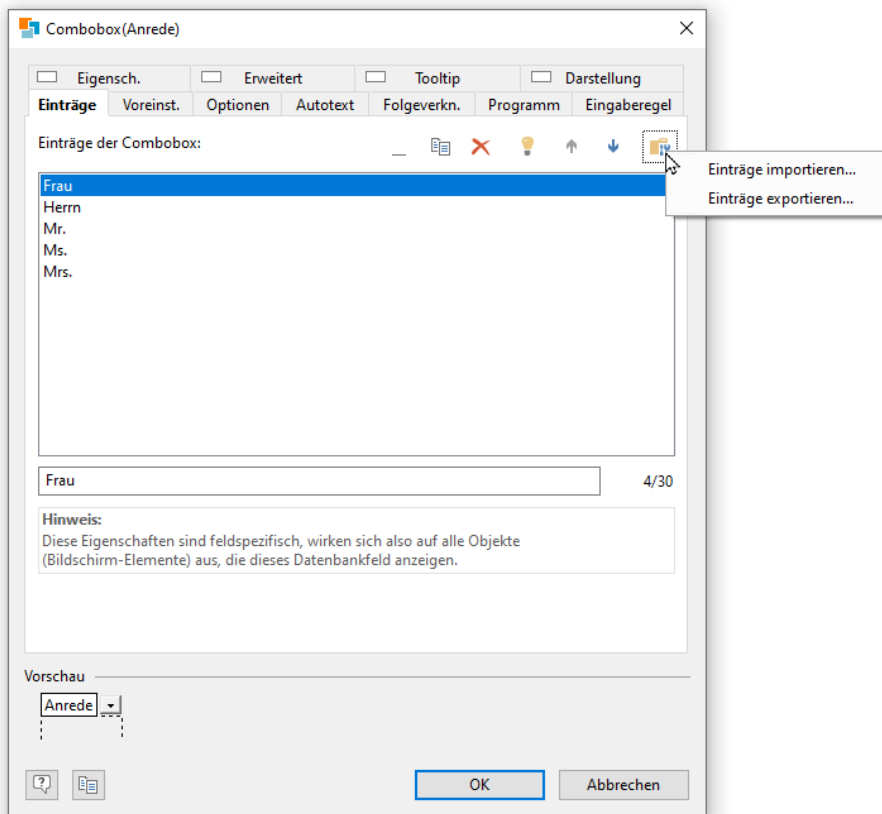 Combobox(Anrede)
Eigensch. Erweitert Tooltip Darstellung
Einträge Voreinst. Optionen Autotext Folgeverkn. Programm Eingaberegel
Einträge der Combobox:
Einträge importieren...
Einträge exportieren...
Frau
Herrn
Mr.
Ms.
Mrs.
Frau 4/30
Hinweis:
Diese Eigenschaften sind feldspezifisch, wirken sich also auf alle Objekte
(Bildschirm-Elemente) aus, die dieses Datenbankfeld anzeigen.
Vorschau
Anrede
OK Abbrechen